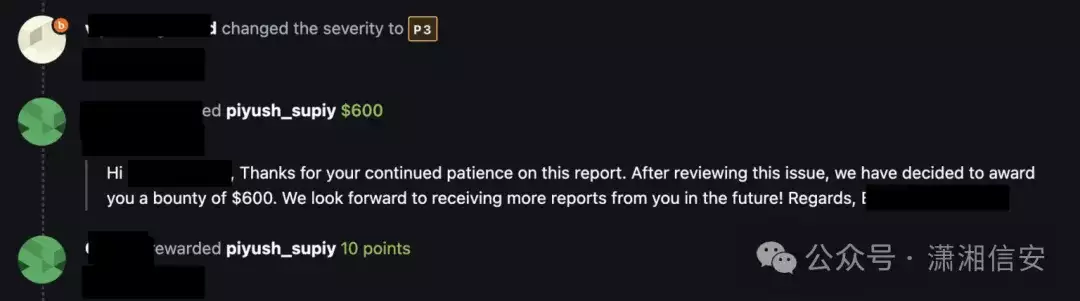 b
d changed the severity to P3
ed piyush_supiy $600
Hi , Thanks for your continued patience on this report. After reviewing this issue, we have decided to award
you a bounty of $600. We look forward to receiving more reports from you in the future! Regards,
rewarded piyush_supiy 10 points
公众号 · 潇湘信安